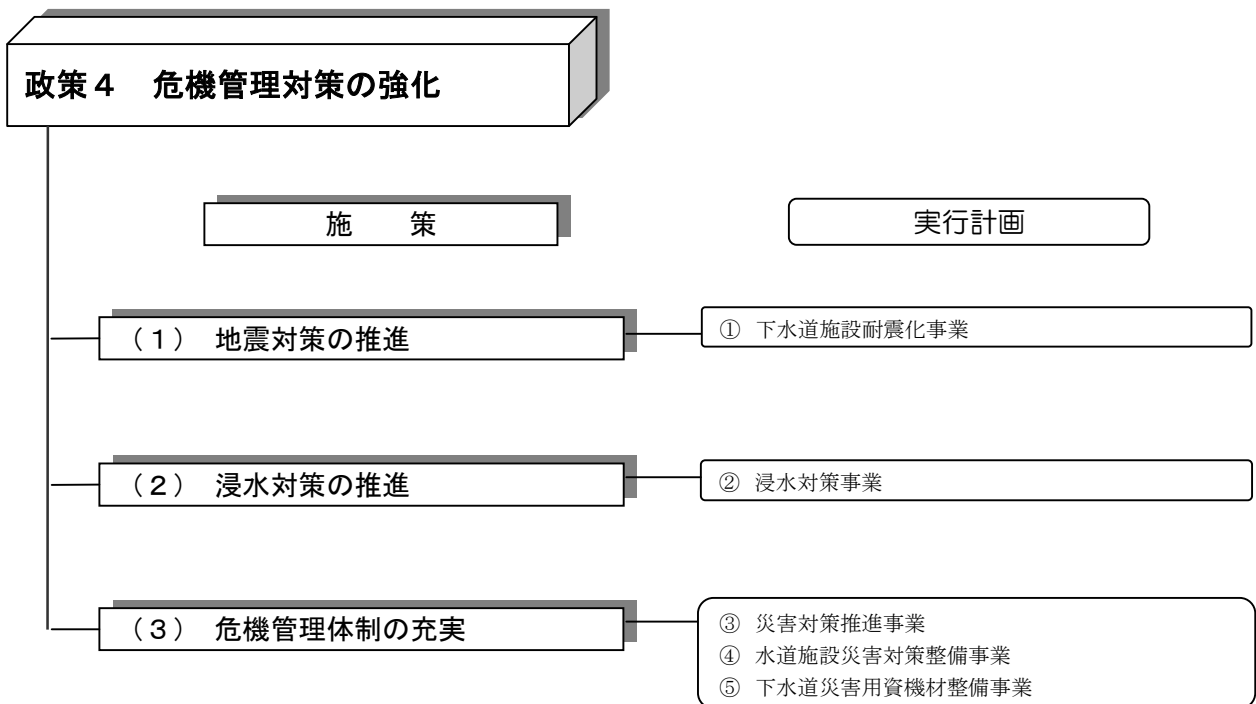 政策４　危機管理対策の強化
施　　策
実行計画
（１）　地震対策の推進
① 下水道施設耐震化事業
（２）　浸水対策の推進
② 浸水対策事業
（３）　危機管理体制の充実
③ 災害対策推進事業
④ 水道施設災害対策整備事業
⑤ 下水道災害用資機材整備事業